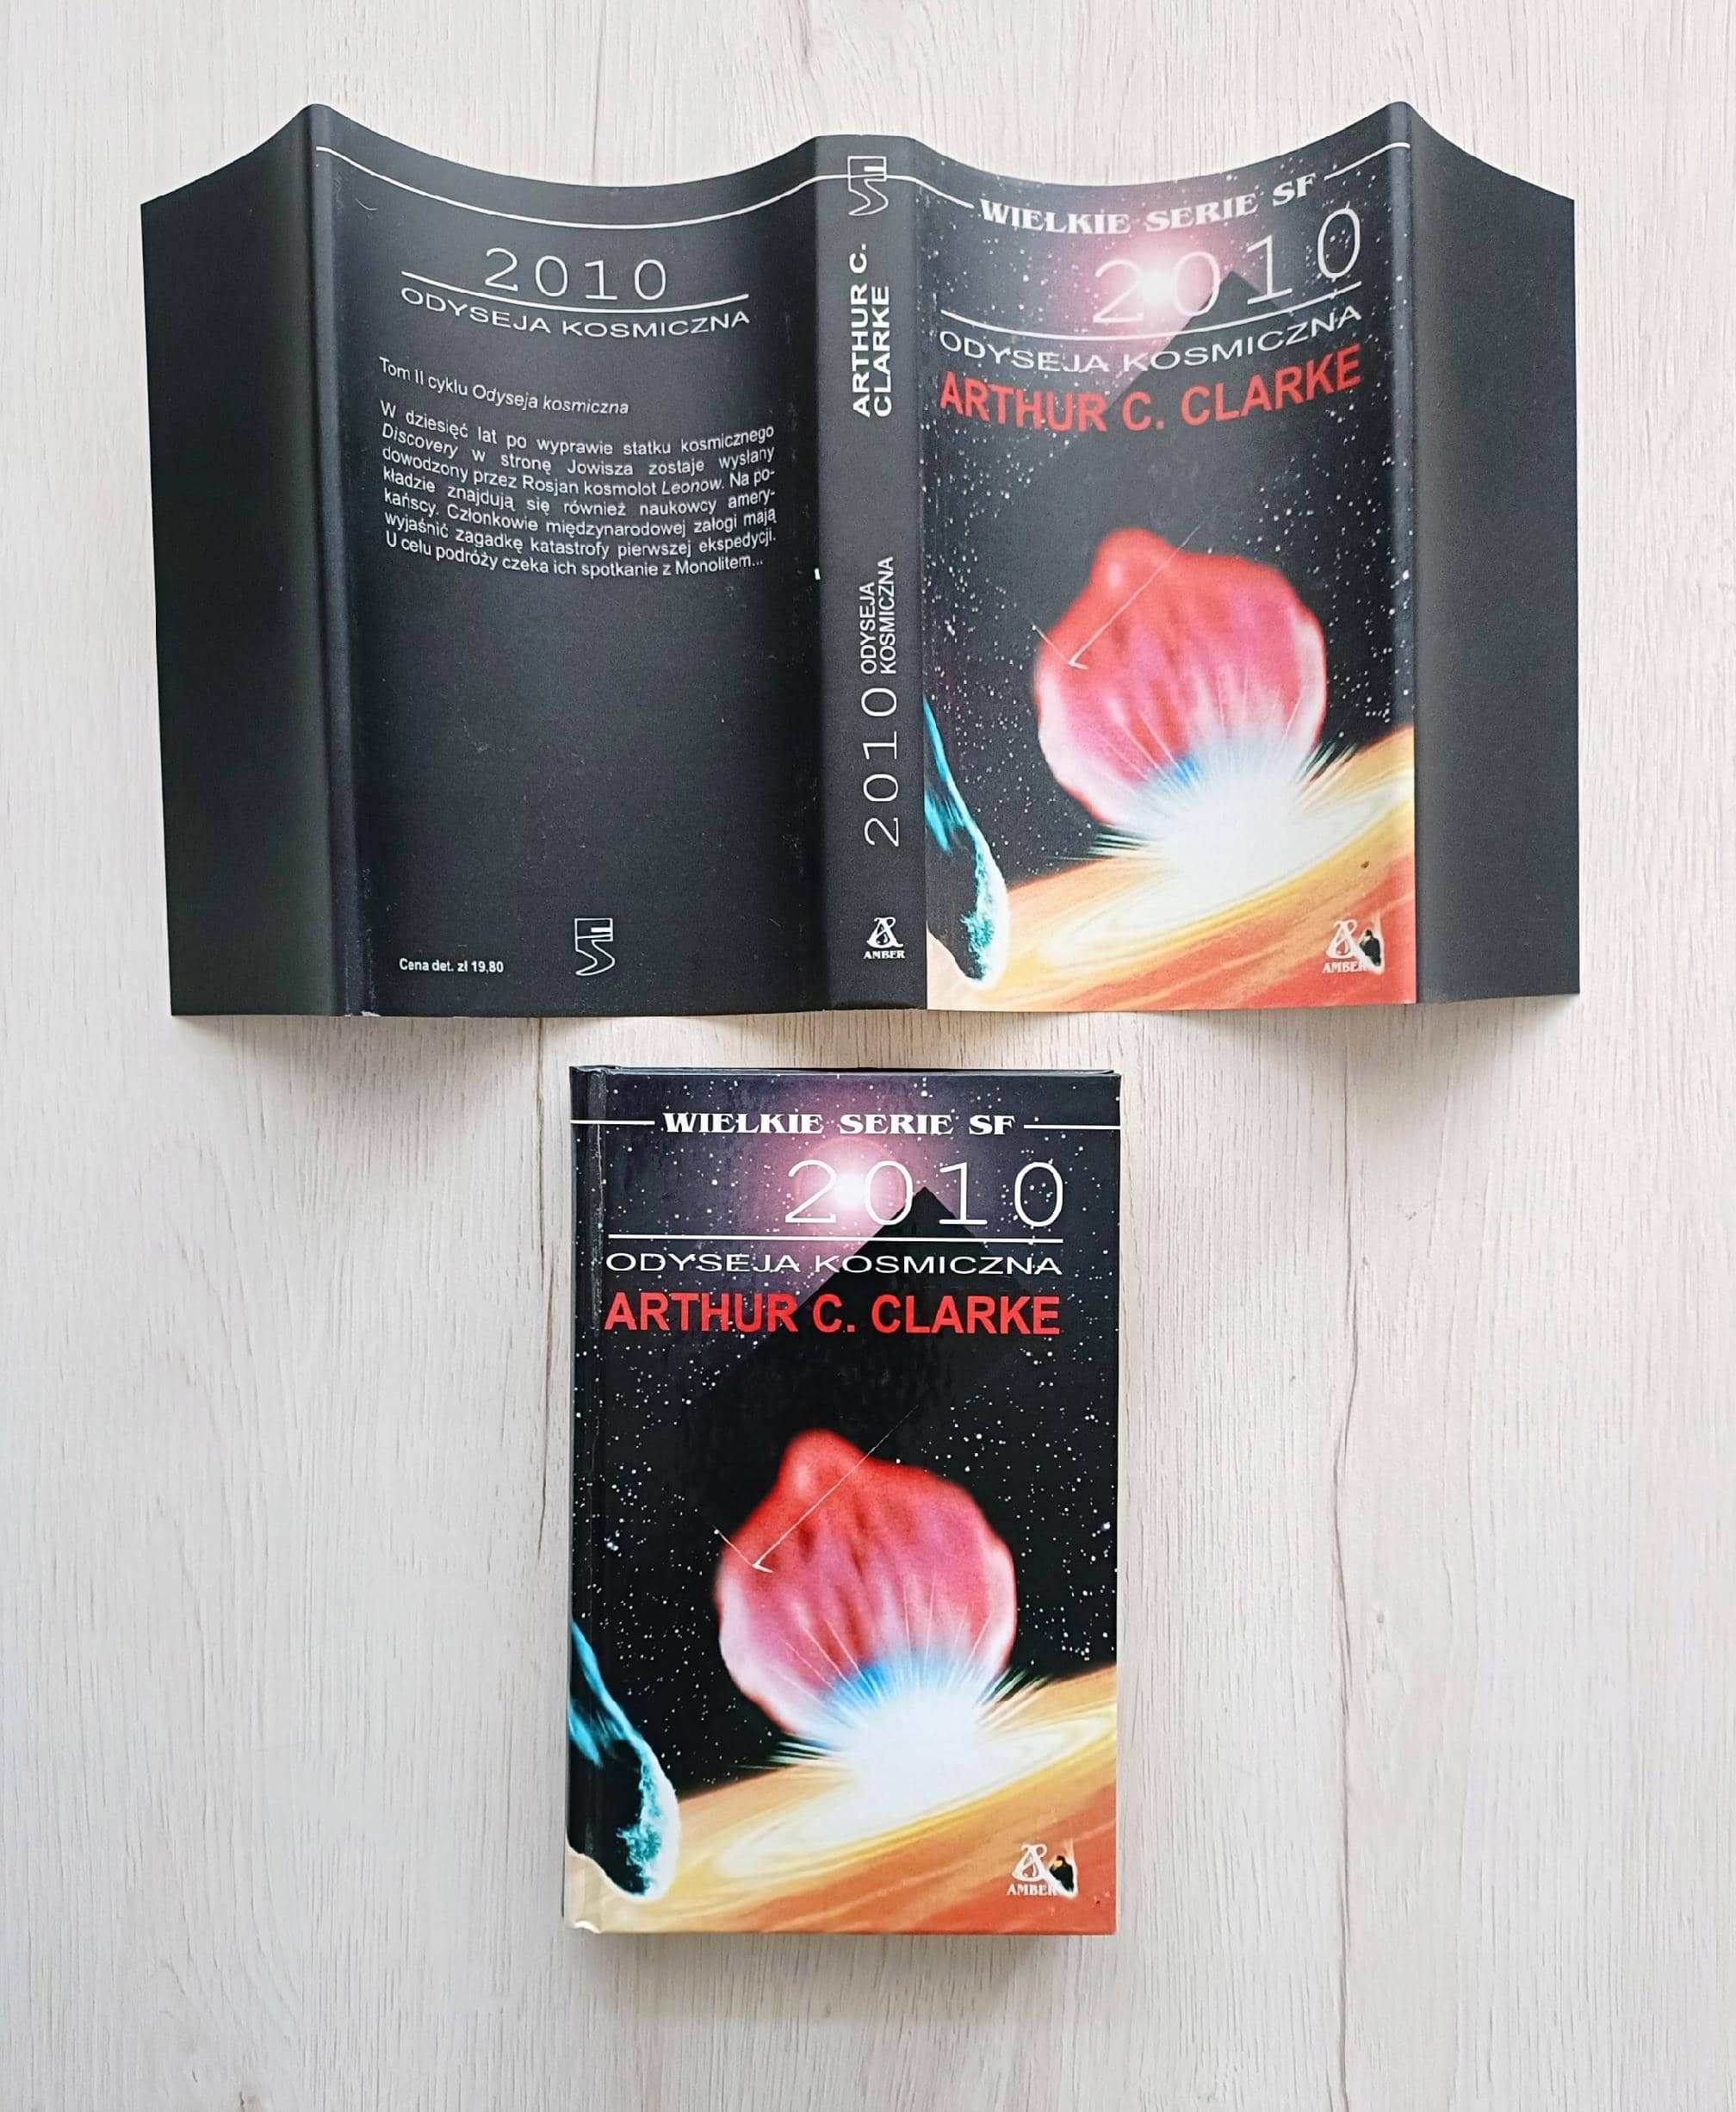 2010
ODYSEJA KOSMICZNA
Tom II cyklu Odyseja kosmiczna
W dziesięć lat po wyprawie statku kosmicznego
Discovery w stronę Jowisza zostaje wysłany
dowodzony przez Rosjan kosmolot Leonow. Na po-
kładzie znajdują się również naukowcy amery-
kańscy. Członkowie międzynarodowej załogi mają
wyjaśnić zagadkę katastrofy pierwszej ekspedycji.
U celu podróży czeka ich spotkanie z Monolitem...
Cena det. zł 19,80
SF
ARTHUR C.
CLARKE
2010 ODYSEJA
KOSMICZNA
AMBER
WIELKIE SERIE SF
2010
ODYSEJA KOSMICZNA
ARTHUR C. CLARKE
AMBER
WIELKIE SERIE SF
2010
ODYSEJA KOSMICZNA
ARTHUR C. CLARKE
AMBER